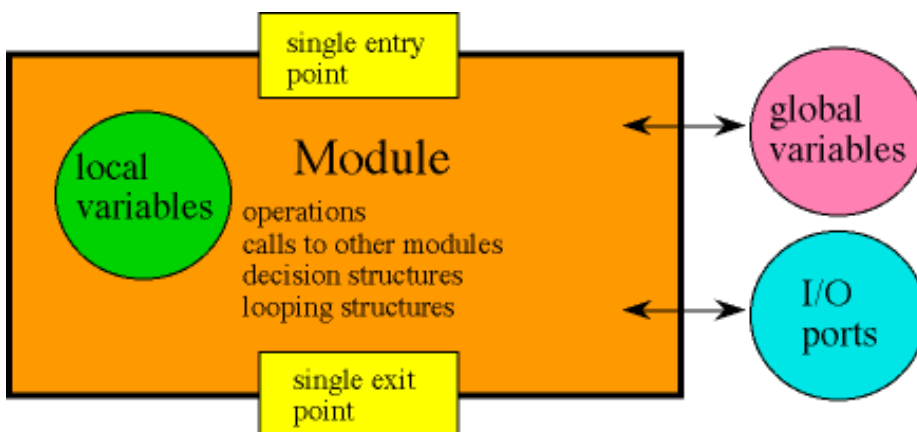 single entry
point
global
variables
Module
local
variables
operations
calls to other modules
decision structures
looping structures
I/O
ports
single exit
point